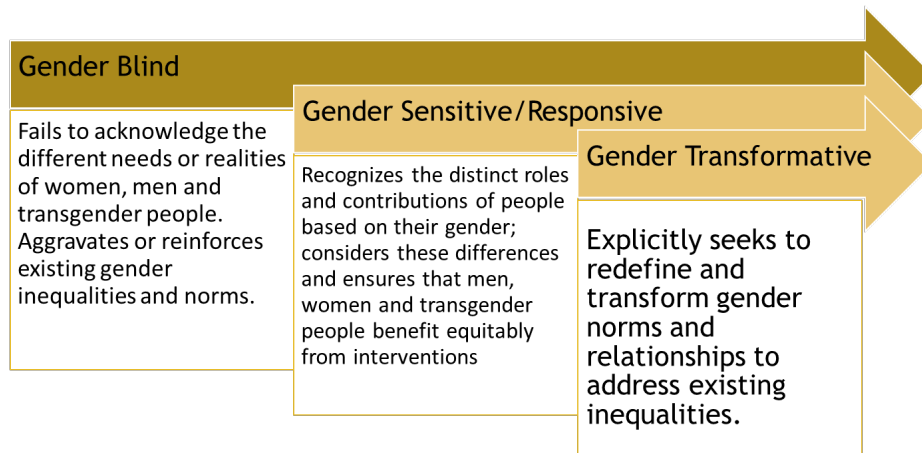 Gender Blind
Fails to acknowledge the
different needs or realities
of women, men and
transgender people.
Aggravates or reinforces
existing gender
inequalities and norms.
Gender Sensitive/Responsive
Recognizes the distinct roles
and contributions of people
based on their gender;
considers these differences
and ensures that men,
women and transgender
people benefit equitably
from interventions
Gender Transformative
Explicitly seeks to
redefine and
transform gender
norms and
relationships to
address existing
inequalities.